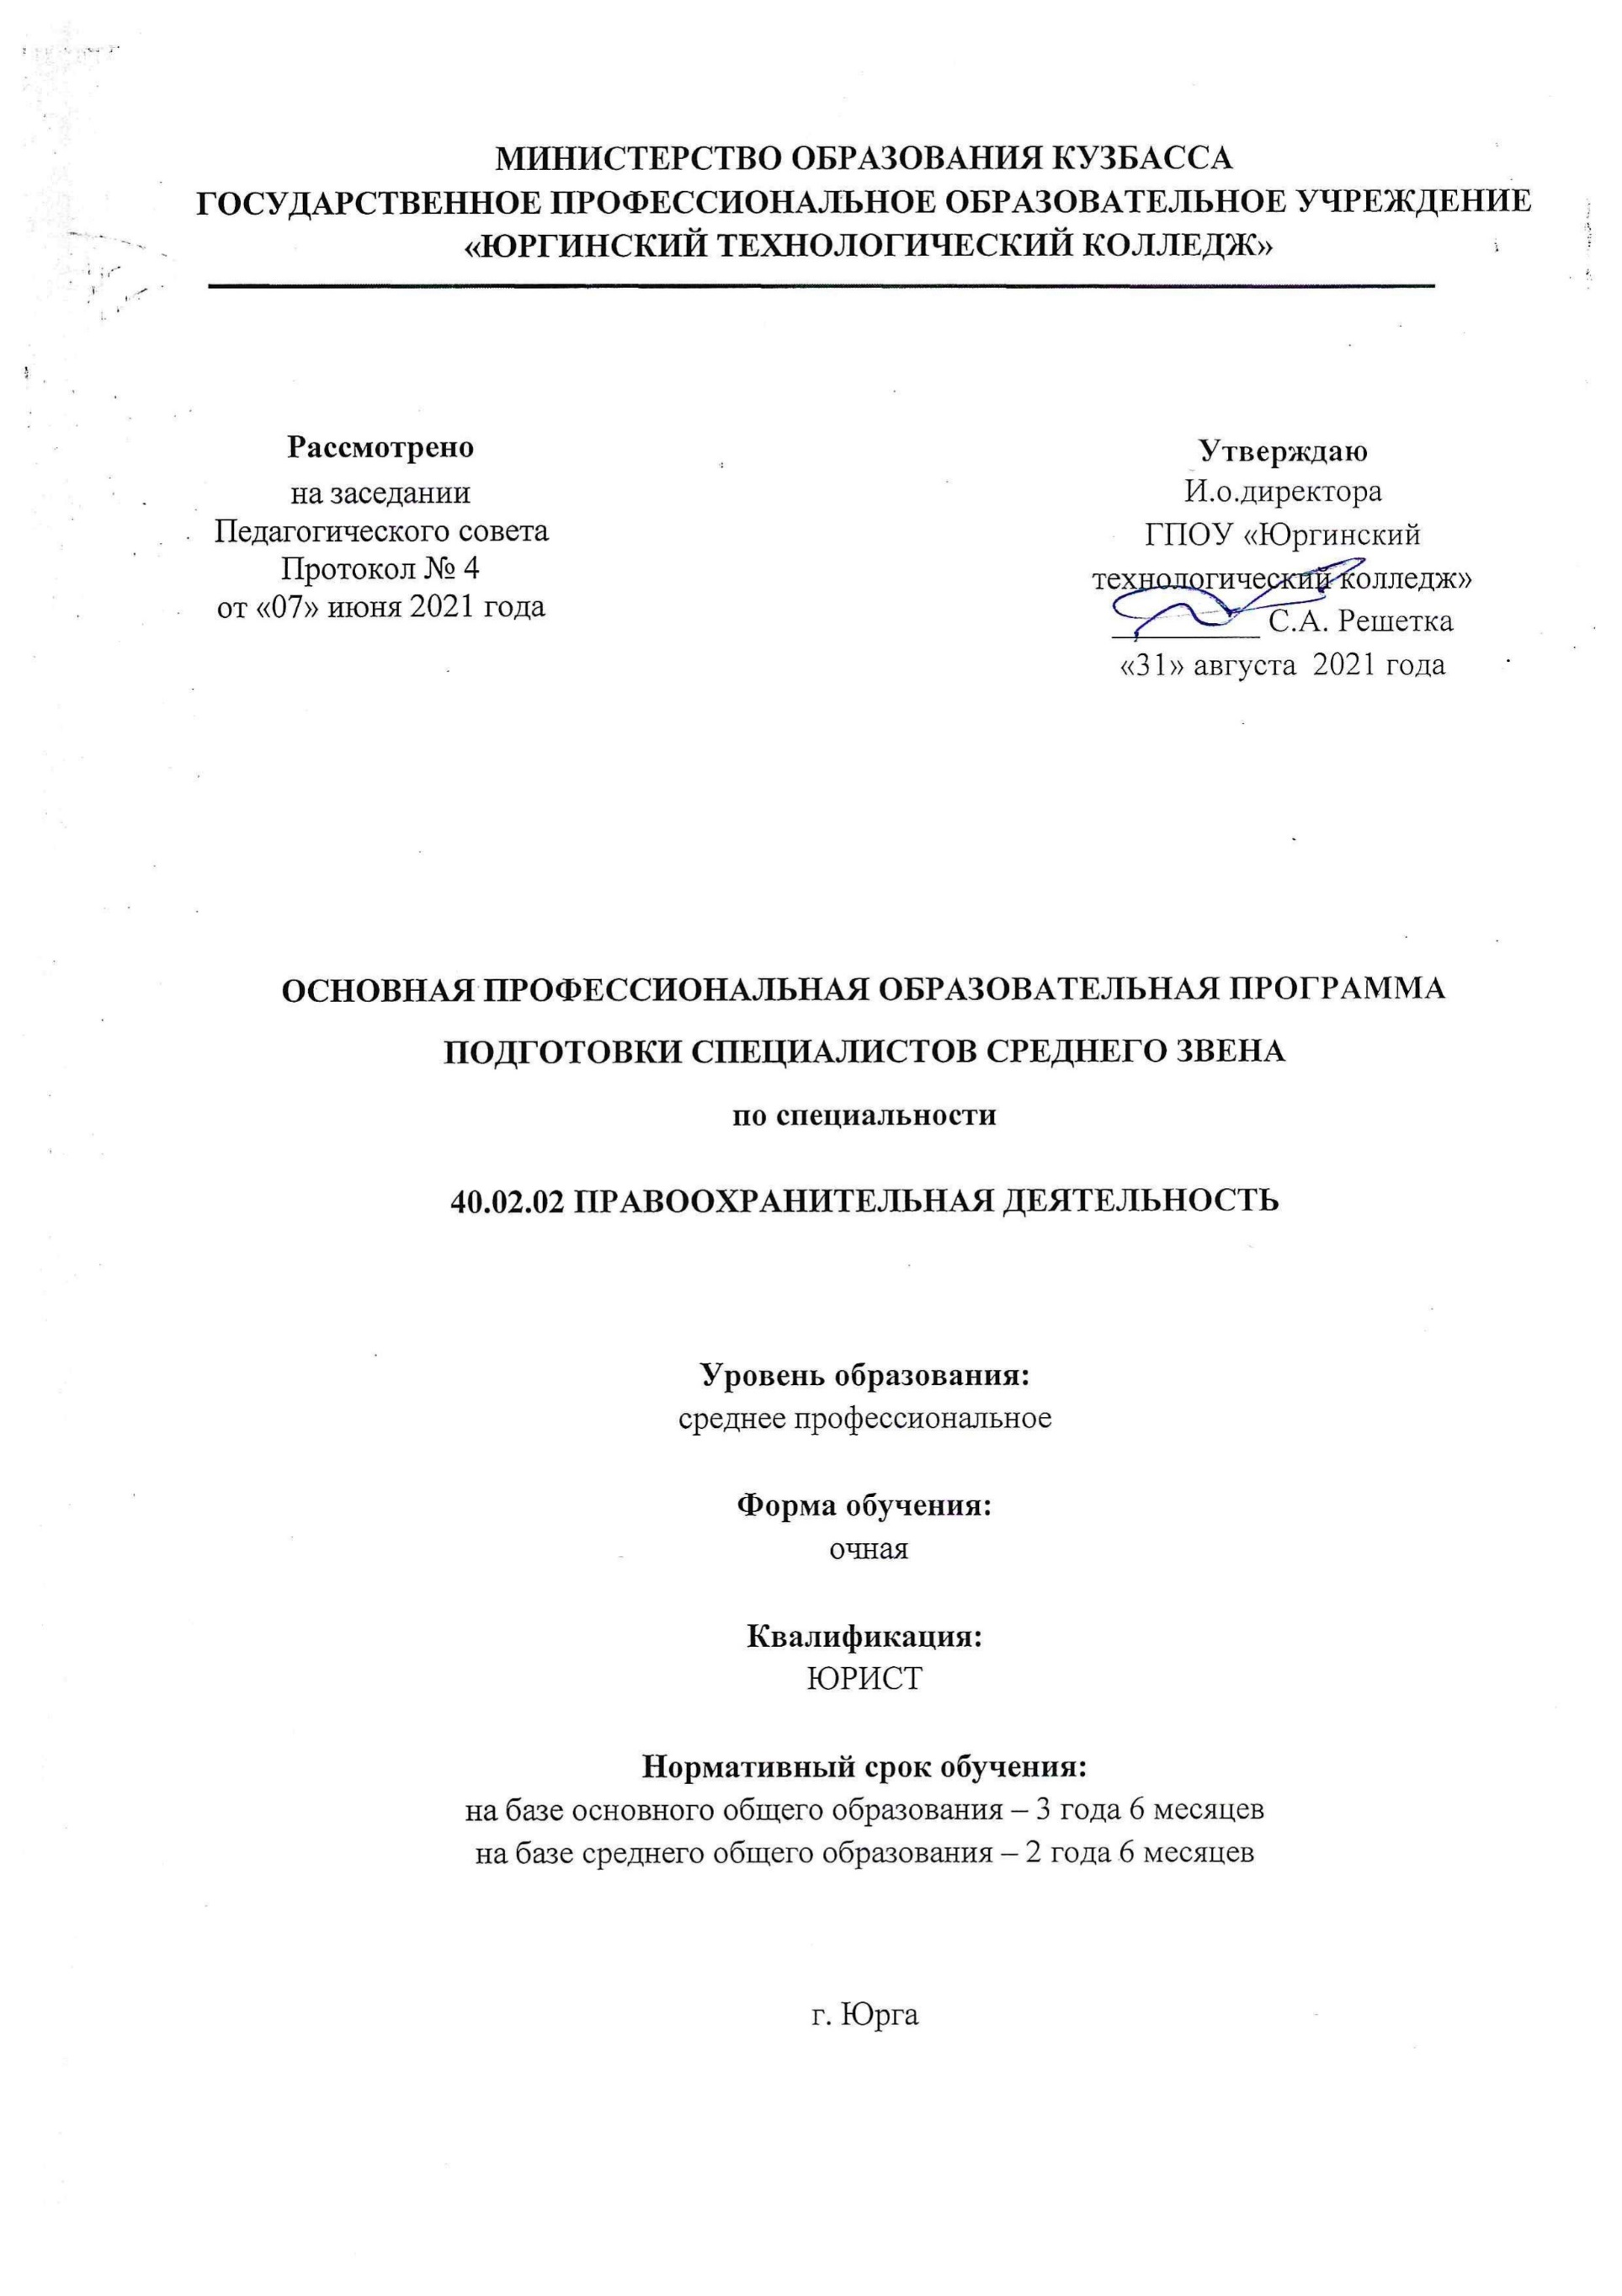 МИНИСТЕРСТВО ОБРАЗОВАНИЯ КУЗБАССА
ГОСУДАРСТВЕННОЕ ПРОФЕССИОНАЛЬНОЕ ОБРАЗОВАТЕЛЬНОЕ УЧРЕЖДЕНИЕ
«ЮРГИНСКИЙ ТЕХНОЛОГИЧЕСКИЙ КОЛЛЕДЖ»
Рассмотрено
на заседании
Педагогического совета
Протокол № 4
от «07» июня 2021 года
Утверждаю
И.о.директора
ГПОУ «Юргинский
технологический колледж»
С.А. Решетка
«31» августа 2021 года
ОСНОВНАЯ ПРОФЕССИОНАЛЬНАЯ ОБРАЗОВАТЕЛЬНАЯ ПРОГРАММА
ПОДГОТОВКИ СПЕЦИАЛИСТОВ СРЕДНЕГО ЗВЕНА
по специальности
40.02.02 ПРАВООХРАНИТЕЛЬНАЯ ДЕЯТЕЛЬНОСТЬ
Уровень образования:
среднее профессиональное
Форма обучения:
очная
Квалификация:
ЮРИСТ
Нормативный срок обучения:
на базе основного общего образования – 3 года 6 месяцев
на базе среднего общего образования – 2 года 6 месяцев
г. Юрга